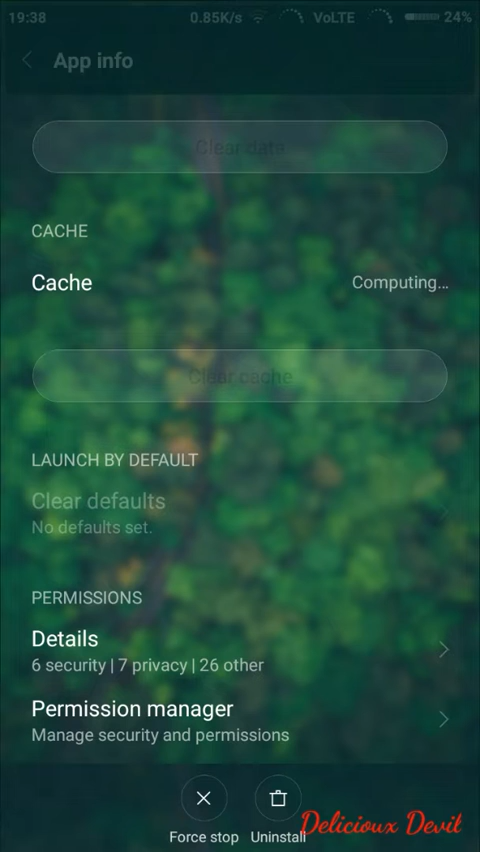 19:38 0.85K/s VoLTE 24%
App info
Clear data
CACHE
Cache Computing...
Clear cache
LAUNCH BY DEFAULT
Clear defaults
No defaults set.
PERMISSIONS
Details
6 security | 7 privacy | 26 other
Permission manager
Manage security and permissions
Force stop Uninstall
Delicioux Devil